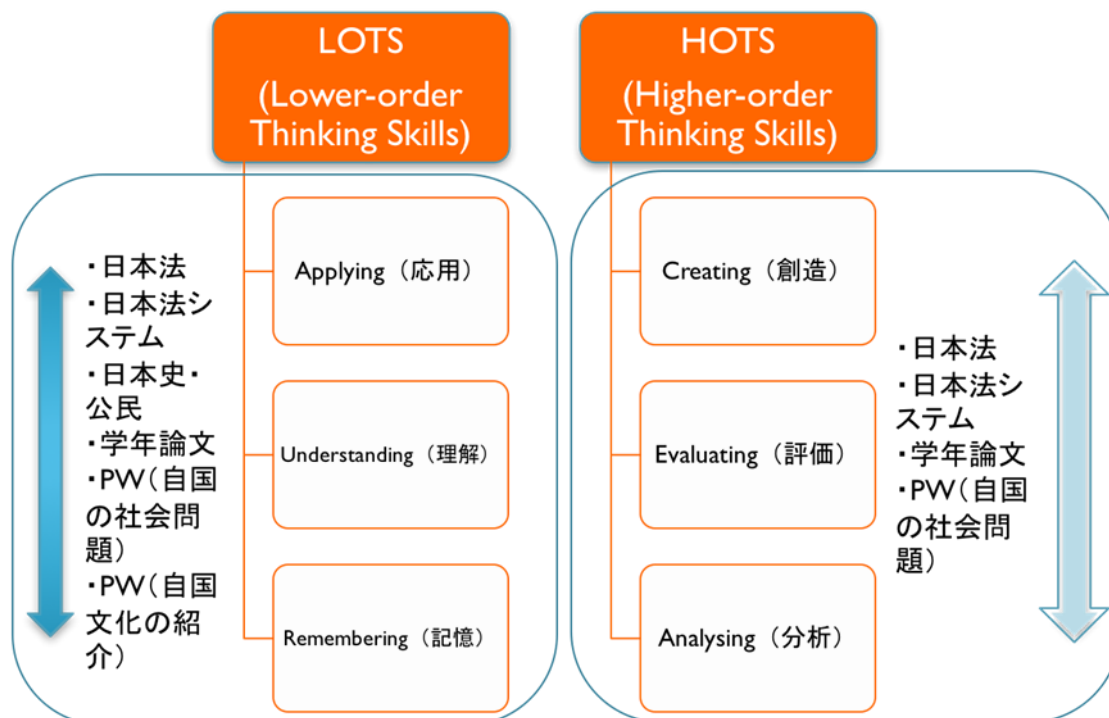 LOTS
(Lower-order
Thinking Skills)
HOTS
(Higher-order
Thinking Skills)
・日本法
・日本法シ
ステム
・日本史・
公民
・学年論文
・PW(自国
の社会問
題)
・PW(自国
文化の紹
介)
Applying（応用）
Understanding（理解）
Remembering（記憶）
Creating（創造）
Evaluating（評価）
Analysing（分析）
・日本法
・日本法シ
ステム
・学年論文
・PW(自国
の社会問
題)